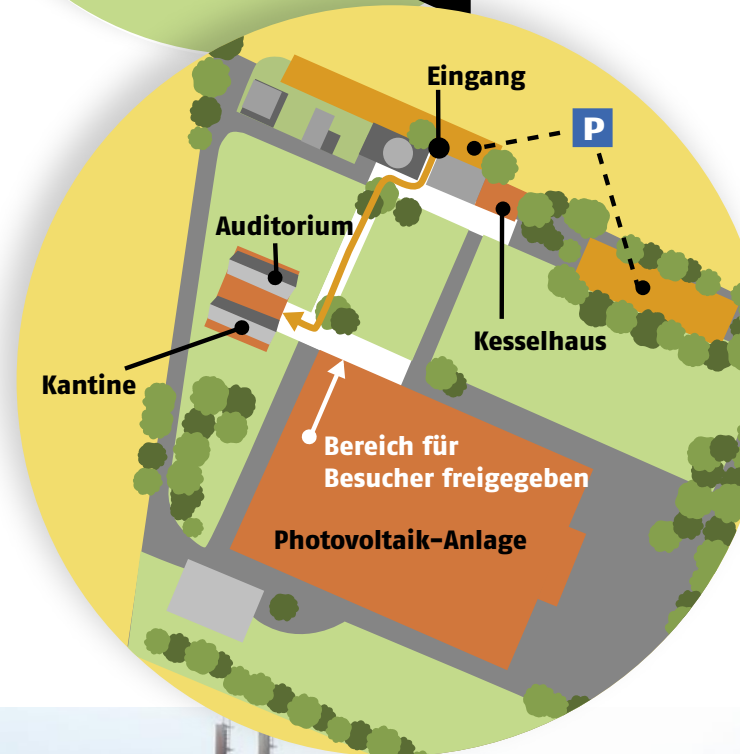 Eingang
P
Auditorium
Kesselhaus
Kantine
Bereich für
Besucher freigegeben
Photovoltaik-Anlage